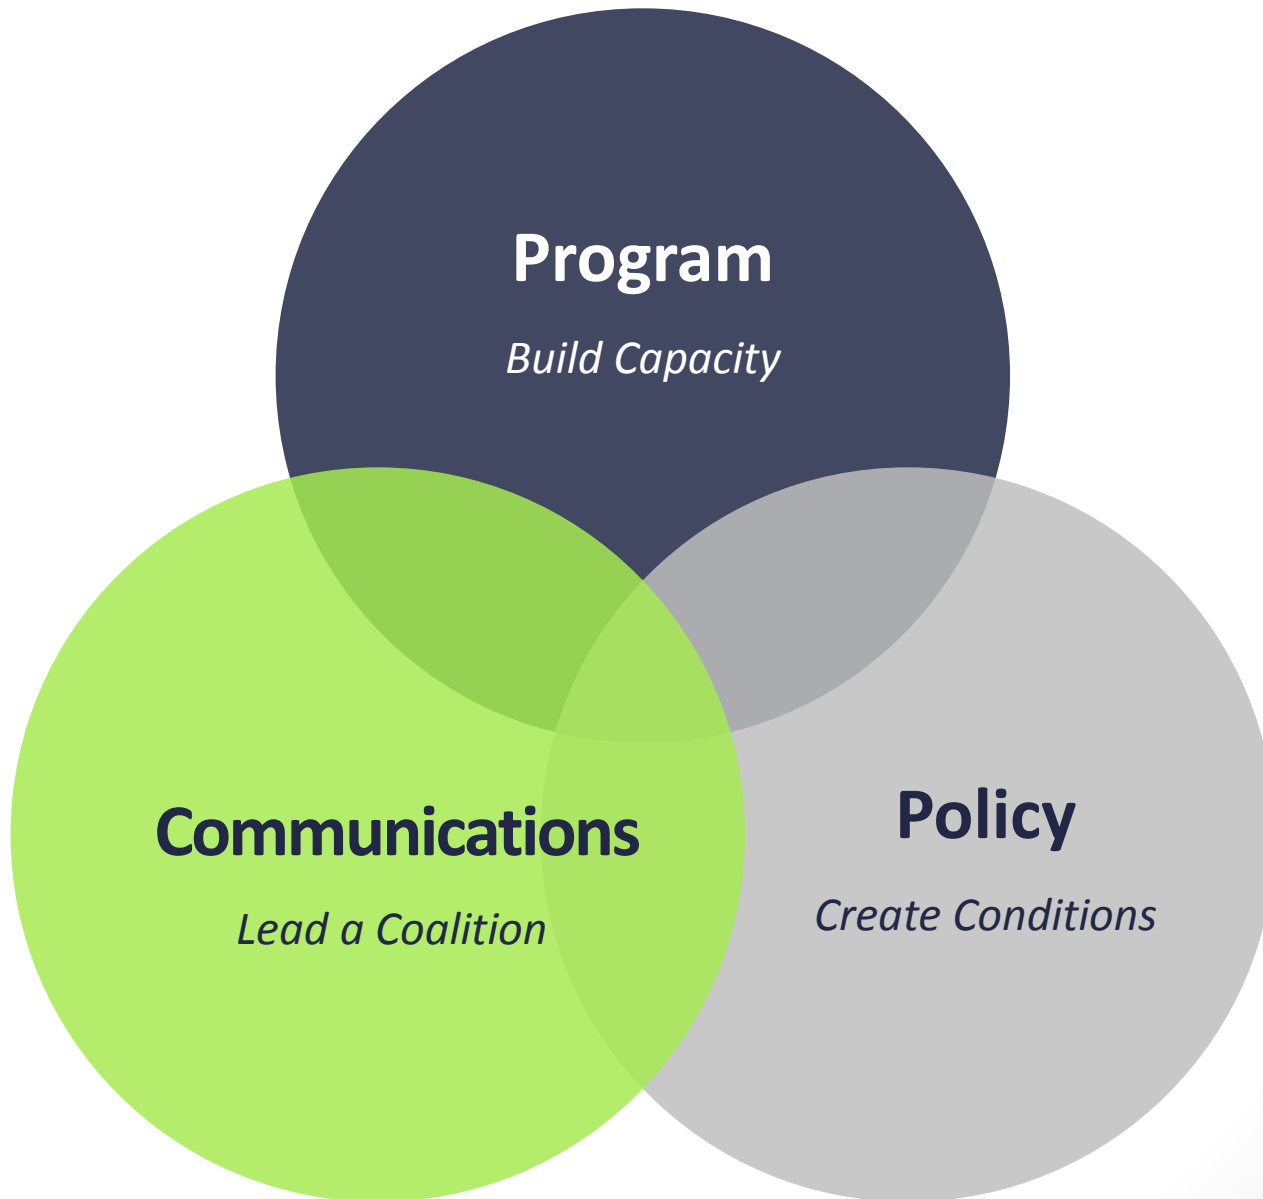 Program
Build Capacity
Communications
Lead a Coalition
Policy
Create Conditions